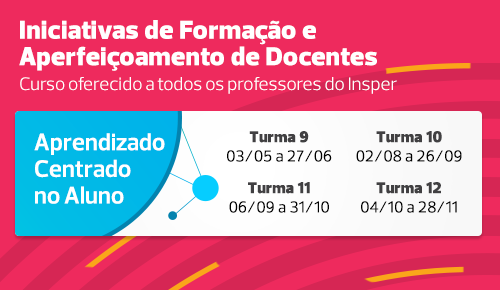 Iniciativas de Formação e
Aperfeiçoamento de Docentes
Curso oferecido a todos os professores do Insper
Aprendizado
Centrado
no Aluno
Turma 9
03/05 a 27/06
Turma 10
02/08 a 26/09
Turma 11
06/09 a 31/10
Turma 12
04/10 a 28/11